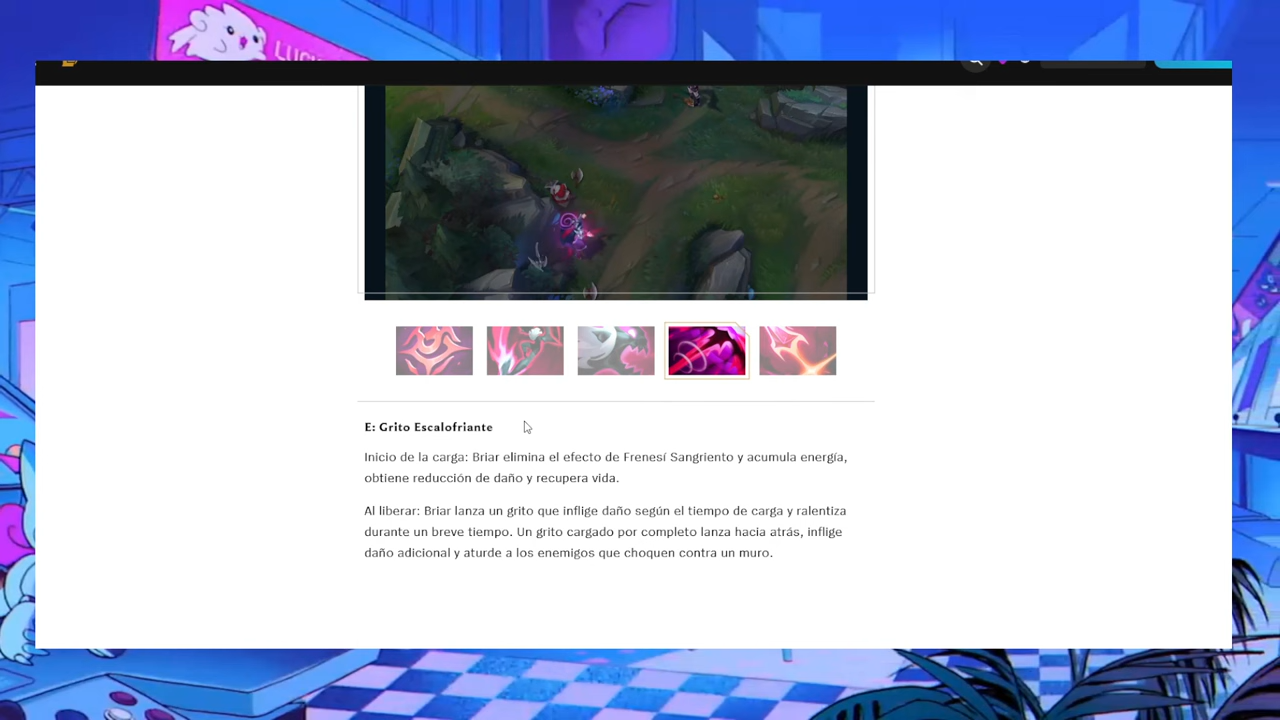 E: Grito Escalofriante
Inicio de la carga: Briar elimina el efecto de Frenesí Sangriento y acumula energía,
obtiene reducción de daño y recupera vida.
Al liberar: Briar lanza un grito que inflige daño según el tiempo de carga y ralentiza
durante un breve tiempo. Un grito cargado por completo lanza hacia atrás, inflige
daño adicional y aturde a los enemigos que choquen contra un muro.